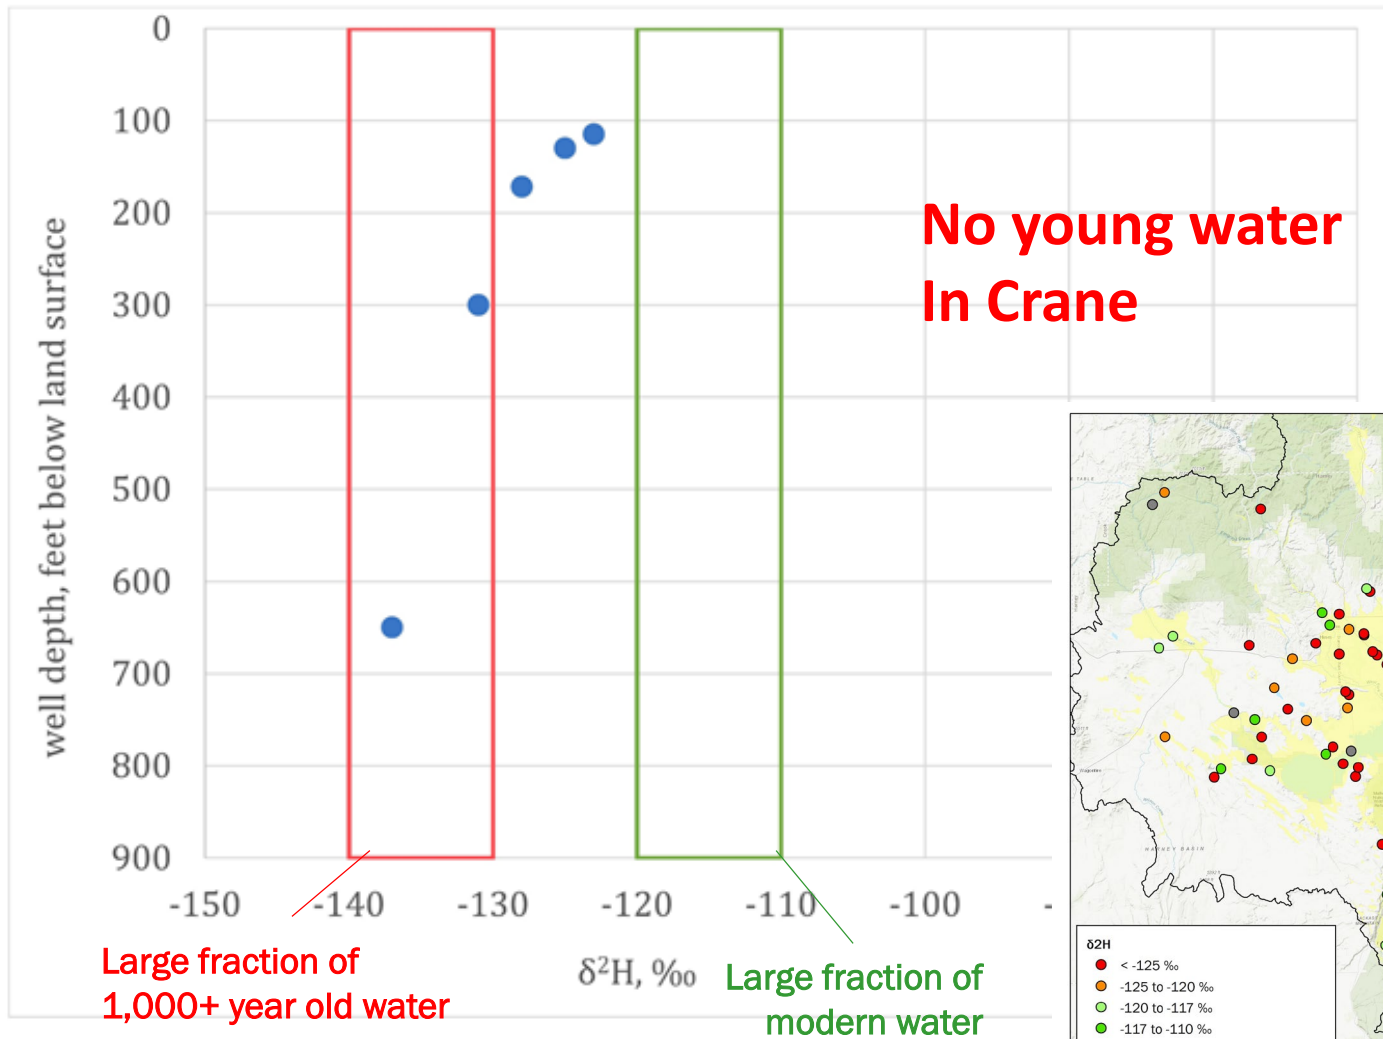 0
100
200
300
400
500
600
700
800
900
well depth, feet below land surface
No young water
In Crane
-150
-140
-130
-120
-110
-100
-
δ²H, ‰
Large fraction of
1,000+ year old water
Large fraction of
modern water
HARNEY BASIN
δ2H
< -125 ‰
-125 to -120 ‰
-120 to -117 ‰
-117 to -110 ‰